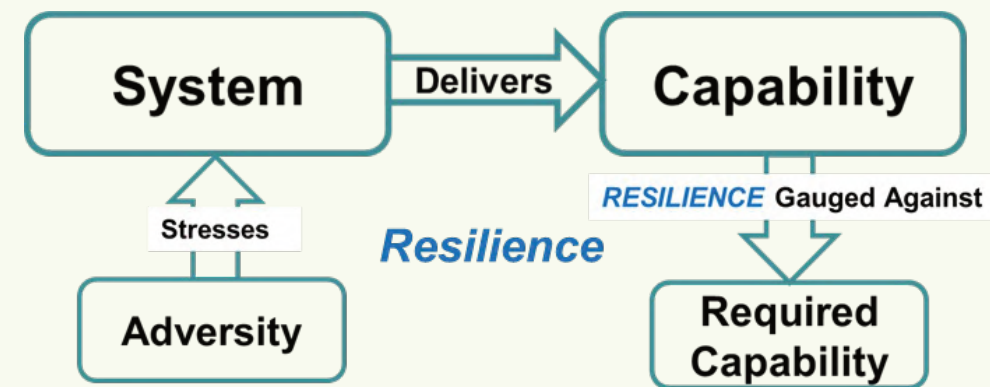 System
Delivers
Capability
Stresses
RESILIENCE Gauged Against
Resilience
Adversity
Required
Capability